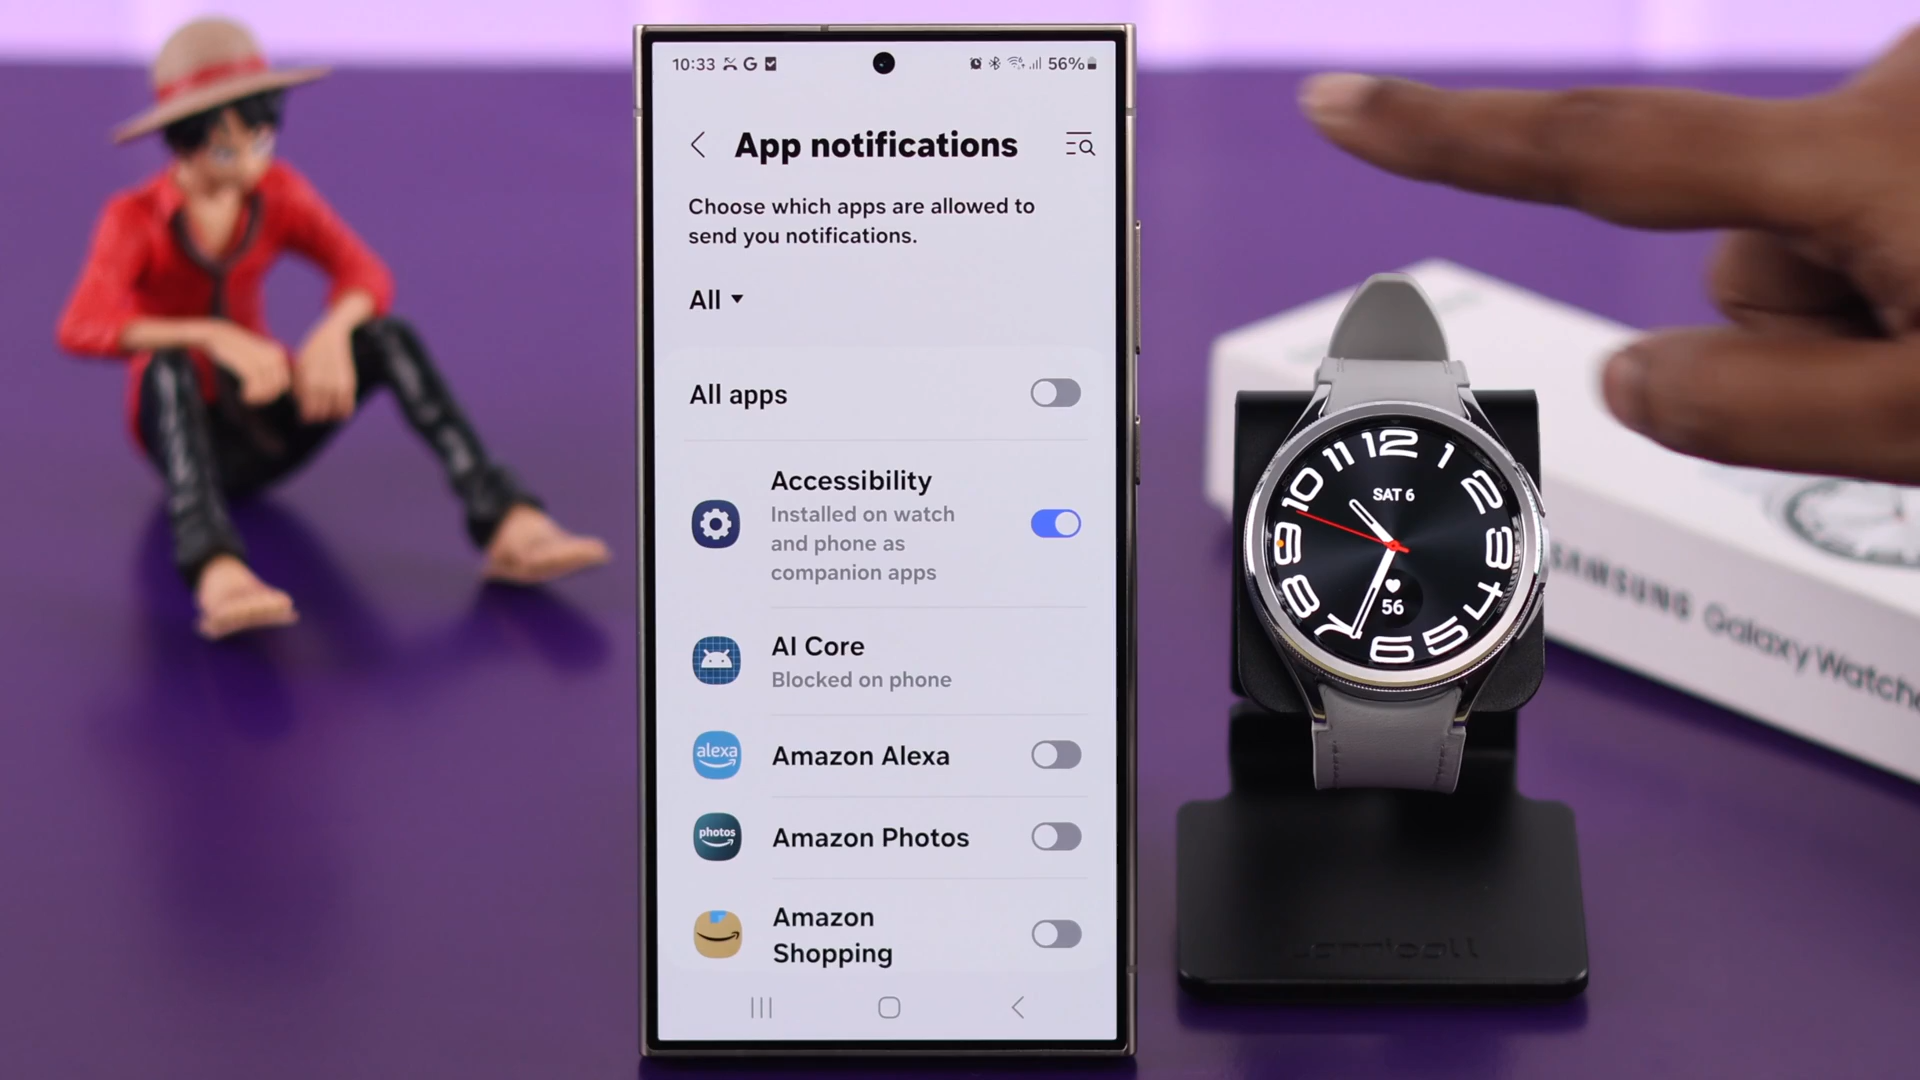 10:33
56%
App notifications
Choose which apps are allowed to
send you notifications.
All
All apps
Accessibility
Installed on watch
and phone as
companion apps
AI Core
Blocked on phone
alexa
Amazon Alexa
photos
Amazon Photos
Amazon
Shopping
12
1
2
3
4
5
6
7
8
9
10
11
SAT 6
56
SAMSUNG Galaxy Watch6